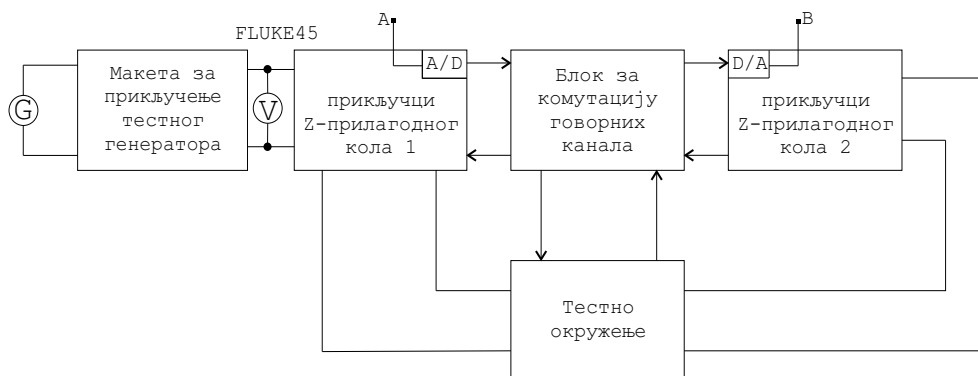 A
B
FLUKE45
G
Макета за
прикључење
тестног
генератора
V
A/D
прикључци
Z-прилагодног
кола 1
Блок за
комутацију
говорних
канала
D/A
прикључци
Z-прилагодног
кола 2
Тестно
окружење